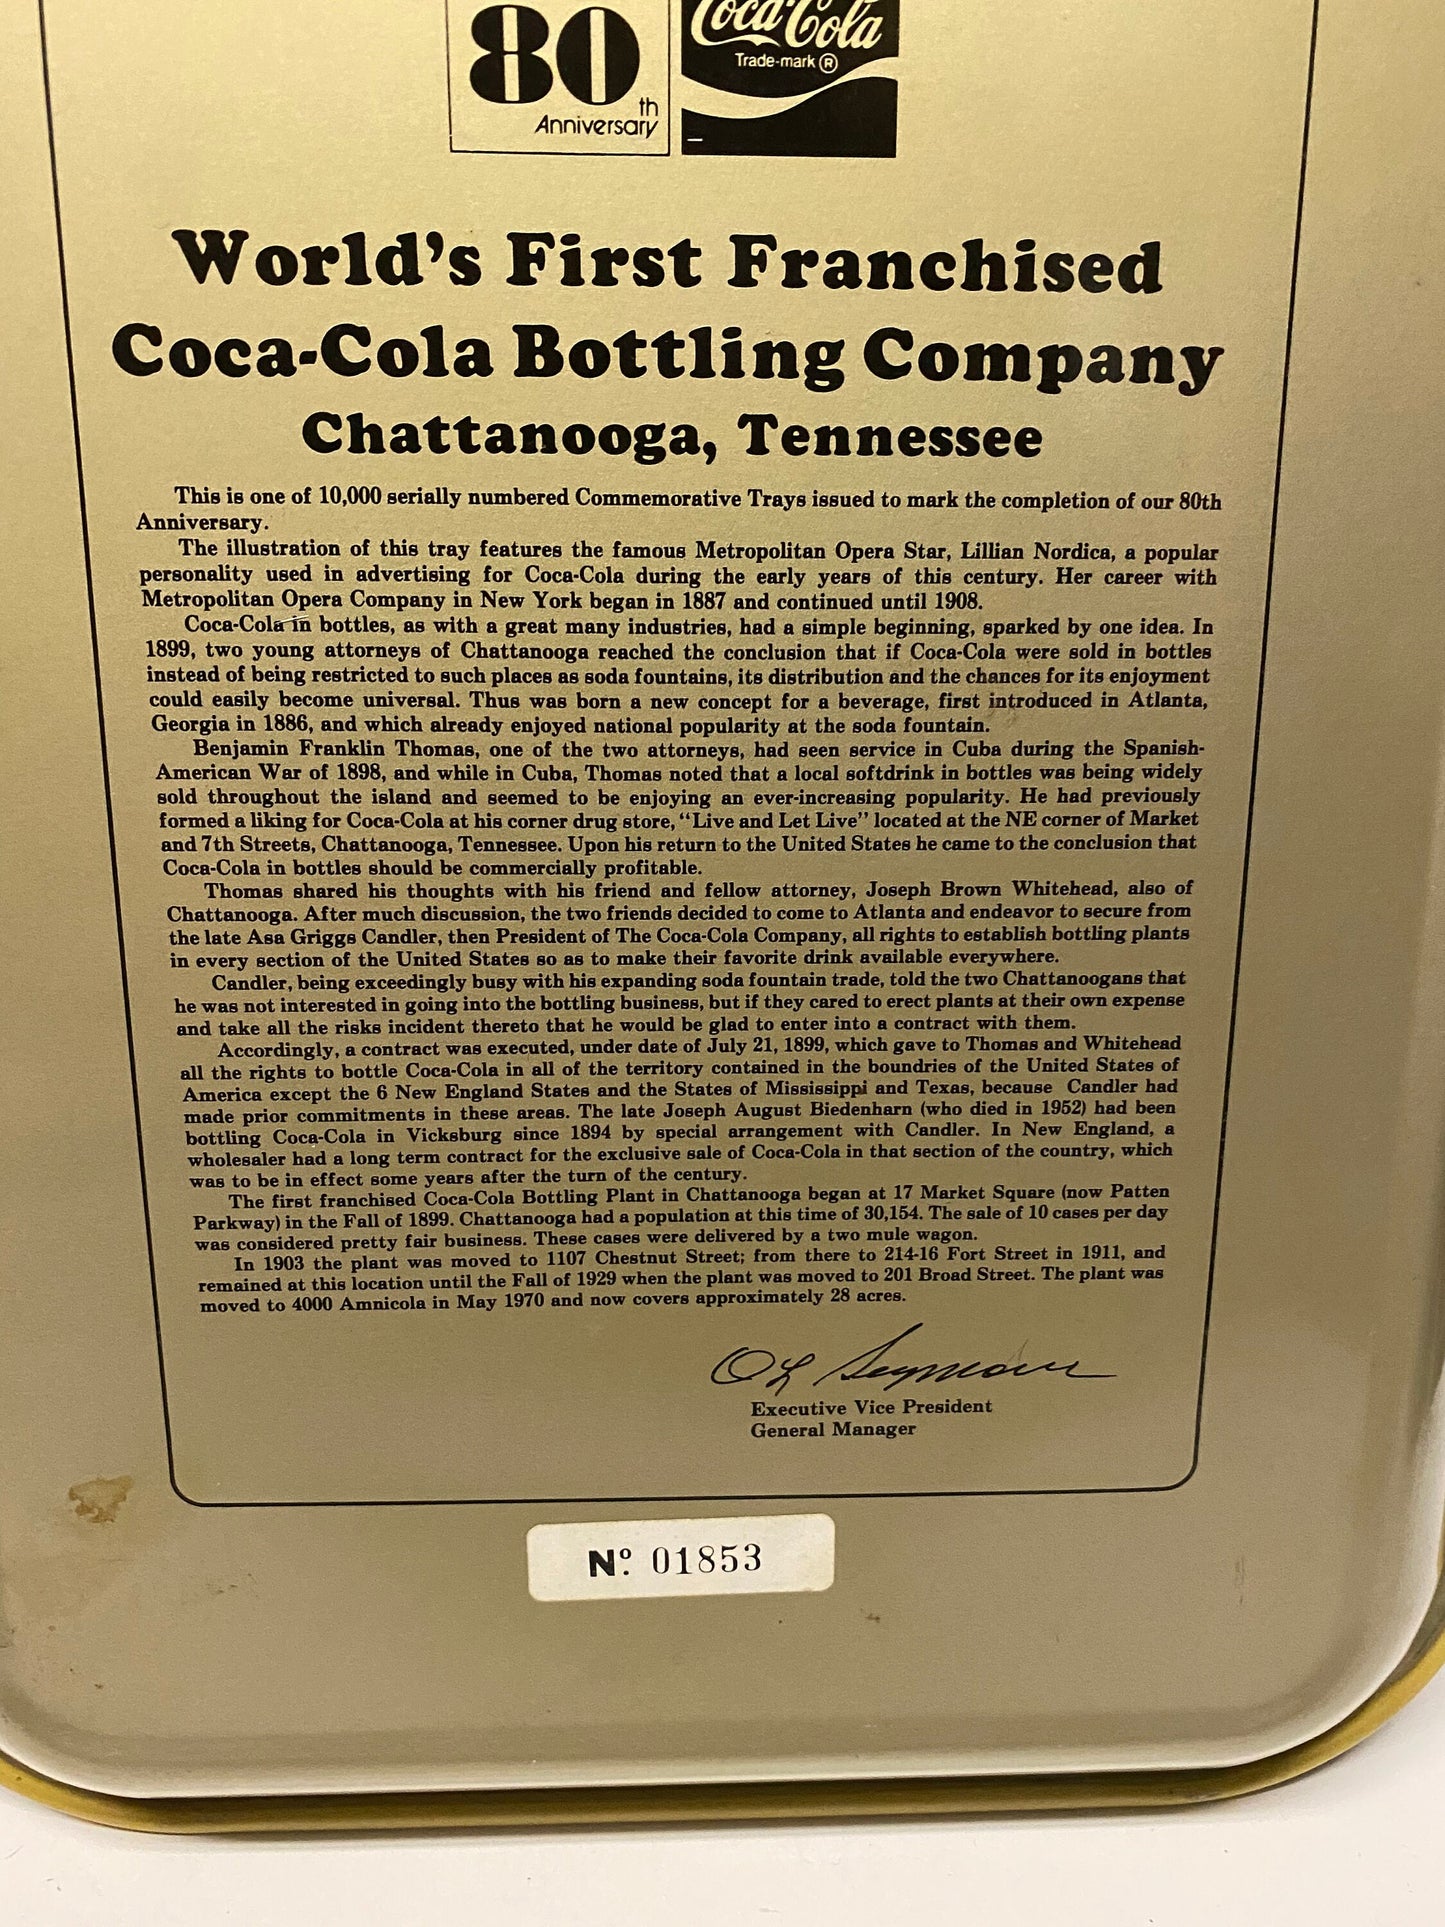 80th
Anniversary
Coca-Cola
Trade-mark ®
World's First Franchised
Coca-Cola Bottling Company
Chattanooga, Tennessee
This is one of 10,000 serially numbered Commemorative Trays issued to mark the completion of our 80th
Anniversary.
The illustration of this tray features the famous Metropolitan Opera Star, Lillian Nordica, a popular
personality used in advertising for Coca-Cola during the early years of this century. Her career with
Metropolitan Opera Company in New York began in 1887 and continued until 1908.
Coca-Cola in bottles, as with a great many industries, had a simple beginning, sparked by one idea. In
1899, two young attorneys of Chattanooga reached the conclusion that if Coca-Cola were sold in bottles
instead of being restricted to such places as soda fountains, its distribution and the chances for its enjoyment
could easily become universal. Thus was born a new concept for a beverage, first introduced in Atlanta,
Georgia in 1886, and which already enjoyed national popularity at the soda fountain.
Benjamin Franklin Thomas, one of the two attorneys, had seen service in Cuba during the Spanish-
American War of 1898, and while in Cuba, Thomas noted that a local softdrink in bottles was being widely
sold throughout the island and seemed to be enjoying an ever-increasing popularity. He had previously
formed a liking for Coca-Cola at his corner drug store, "Live and Let Live" located at the NE corner of Market
and 7th Streets, Chattanooga, Tennessee. Upon his return to the United States he came to the conclusion that
Coca-Cola in bottles should be commercially profitable.
Thomas shared his thoughts with his friend and fellow attorney, Joseph Brown Whitehead, also of
Chattanooga. After much discussion, the two friends decided to come to Atlanta and endeavor to secure from
the late Asa Griggs Candler, then President of The Coca-Cola Company, all rights to establish bottling plants
in every section of the United States so as to make their favorite drink available everywhere.
Candler, being exceedingly busy with his expanding soda fountain trade, told the two Chattanoogans that
he was not interested in going into the bottling business, but if they cared to erect plants at their own expense
and take all the risks incident thereto that he would be glad to enter into a contract with them.
Accordingly, a contract was executed, under date of July 21, 1899, which gave to Thomas and Whitehead
all the rights to bottle Coca-Cola in all of the territory contained in the boundries of the United States of
America except the 6 New England States and the States of Mississippi and Texas, because Candler had
made prior commitments in these areas. The late Joseph August Biedenharn (who died in 1952) had been
bottling Coca-Cola in Vicksburg since 1894 by special arrangement with Candler. In New England, a
wholesaler had a long term contract for the exclusive sale of Coca-Cola in that section of the country, which
was to be in effect some years after the turn of the century.
The first franchised Coca-Cola Bottling Plant in Chattanooga began at 17 Market Square (now Patten
Parkway) in the Fall of 1899. Chattanooga had a population at this time of 30,154. The sale of 10 cases per day
was considered pretty fair business. These cases were delivered by a two mule wagon.
In 1903 the plant was moved to 1107 Chestnut Street; from there to 214-16 Fort Street in 1911, and
remained at this location until the Fall of 1929 when the plant was moved to 201 Broad Street. The plant was
moved to 4000 Amnicola in May 1970 and now covers approximately 28 acres.
OL Seymour
Executive Vice President
General Manager
Nº. 01853